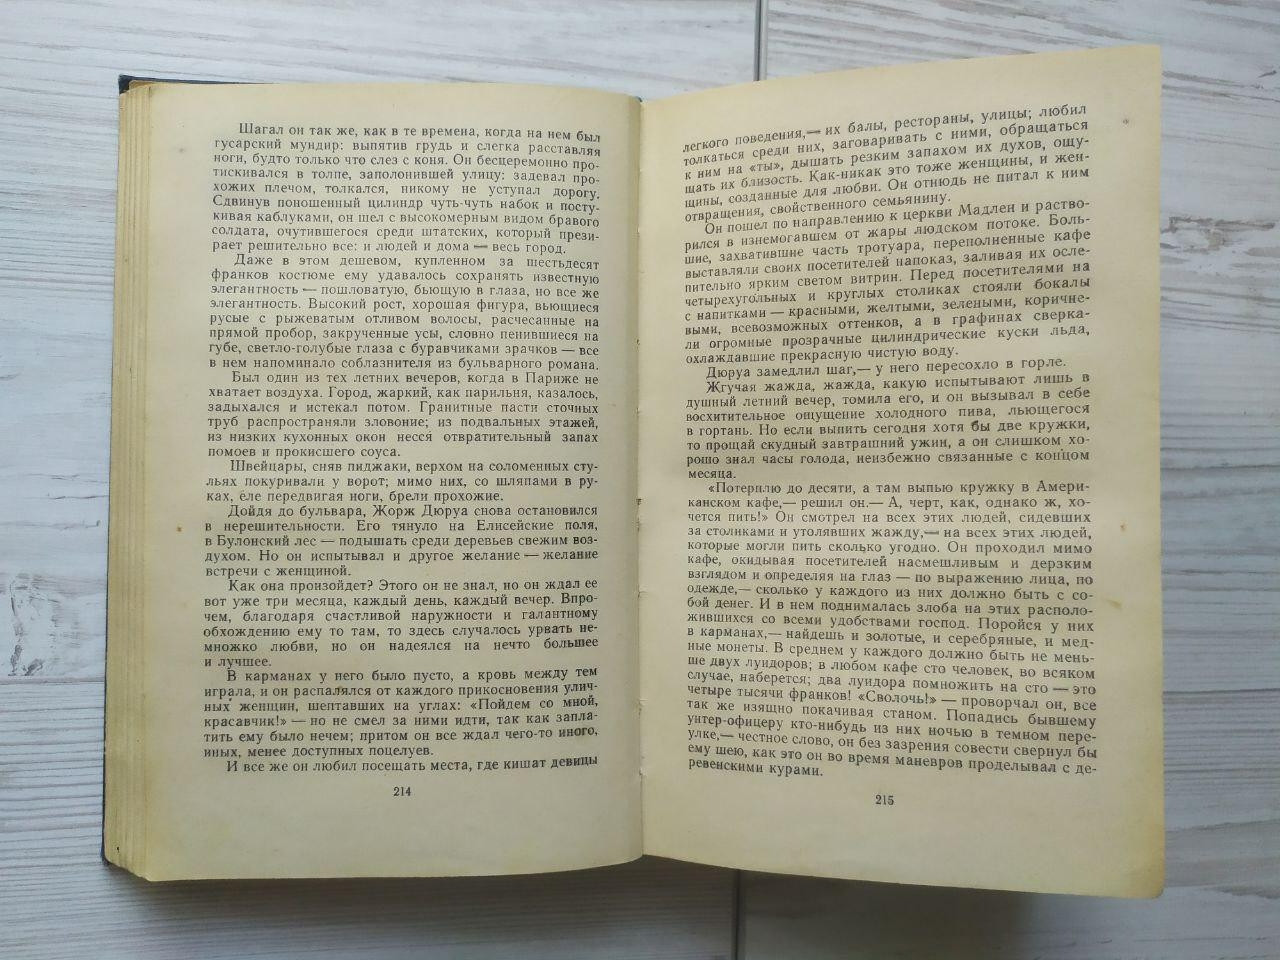 Шагал он так же, как в те времена, когда на нем был
гусарский мундир: выпятив грудь и слегка расставляя
ноги, будто только что слез с коня. Он бесцеремонно про-
тискивался в толпе, заполонившей улицу: задевал про-
хожих плечом, толкался, никому не уступал дорогу.
Сдвинув поношенный цилиндр чуть-чуть набок и посту-
кивая каблуками, он шел с высокомерным видом бравого
солдата, очутившегося среди штатских, который прези-
рает решительно все: и людей и дома — весь город.
Даже в этом дешевом, купленном за шестьдесят
франков костюме ему удавалось сохранять известную
элегантность — пошловатую, бьющую в глаза, но все же
элегантность. Высокий рост, хорошая фигура, вьющиеся
русые с рыжеватым отливом волосы, расчесанные на
прямой пробор, закрученные усы, словно пенившиеся на
губе, светло-голубые глаза с буравчиками зрачков — все
в нем напоминало соблазнителя из бульварного романа.
Был один из тех летних вечеров, когда в Париже не
хватает воздуха. Город, жаркий, как парильня, казалось,
задыхался и истекал потом. Гранитные пасти сточных
труб распространяли зловоние; из подвальных этажей,
из низких кухонных окон несся отвратительный запах
помоев и прокисшего соуса.
Швейцары, сняв пиджаки, верхом на соломенных сту-
льях покуривали у ворот; мимо них, со шляпами в ру-
ках, еле передвигая ноги, брели прохожие.
Дойдя до бульвара, Жорж Дюруа снова остановился
в нерешительности. Его тянуло на Елисейские поля,
в Булонский лес — подышать среди деревьев свежим воз-
духом. Но он испытывал и другое желание — желание
встречи с женщиной.
Как она произойдет? Этого он не знал, но он ждал ее
вот уже три месяца, каждый день, каждый вечер. Впро-
чем, благодаря счастливой наружности и галантному
обхождению ему то там, то здесь случалось урвать не-
множко любви, но он надеялся на нечто большее
и лучшее.
В карманах у него было пусто, а кровь между тем
играла, и он распалялся от каждого прикосновения улич-
ных женщин, шептавших на углах: «Пойдем со мной,
красавчик!» — но не смел за ними идти, так как запла-
тить ему было нечем; притом он все ждал чего-то иного,
иных, менее доступных поцелуев.
И все же он любил посещать места, где кишат девицы
214
легкого поведения,— их балы, рестораны, улицы; любил
толкаться среди них, заговаривать с ними, обращаться
к ним на «ты», дышать резким запахом их духов, ощу-
щать их близость. Как-никак это тоже женщины, и жен-
щины, созданные для любви. Он отнюдь не питал к ним
отвращения, свойственного семьянину.
Он пошел по направлению к церкви Мадлен и раство-
рился в изнемогавшем от жары людском потоке. Боль-
шие, захватившие часть тротуара, переполненные кафе
выставляли своих посетителей напоказ, заливая их осле-
пительно ярким светом витрин. Перед посетителями на
четырехугольных и круглых столиках стояли бокалы
с напитками — красными, желтыми, зелеными, коричне-
выми, всевозможных оттенков, а в графинах сверка-
ли огромные прозрачные цилиндрические куски льда,
охлаждавшие прекрасную чистую воду.
Дюруа замедлил шаг,— у него пересохло в горле.
Жгучая жажда, жажда, какую испытывают лишь в
душный летний вечер, томила его, и он вызывал в себе
восхитительное ощущение холодного пива, льющегося
в гортань. Но если выпить сегодня хотя бы две кружки,
то прощай скудный завтрашний ужин, а он слишком хо-
рошо знал часы голода, неизбежно связанные с концом
месяца.
«Потерплю до десяти, а там выпью кружку в Амери-
канском кафе,— решил он.— А, черт, как, однако ж, хо-
чется пить!» Он смотрел на всех этих людей, сидевших
за столиками и утолявших жажду,— на всех этих людей,
которые могли пить сколько угодно. Он проходил мимо
кафе, окидывая посетителей насмешливым и дерзким
взглядом и определяя на глаз — по выражению лица, по
одежде,— сколько у каждого из них должно быть с со-
бой денег. И в нем поднималась злоба на этих располо-
жившихся со всеми удобствами господ. Поройся у них
в карманах,— найдешь и золотые, и серебряные, и мед-
ные монеты. В среднем у каждого должно быть не мень-
ше двух луидоров; в любом кафе сто человек, во всяком
случае, наберется; два луидора помножить на сто — это
четыре тысячи франков! «Сволочь!» — проворчал он, все
так же изящно покачивая станом. Попадись бывшему
унтер-офицеру кто-нибудь из них ночью в темном пере-
улке,— честное слово, он без зазрения совести свернул бы
ему шею, как это он во время маневров проделывал с де-
ревенскими курами.
215